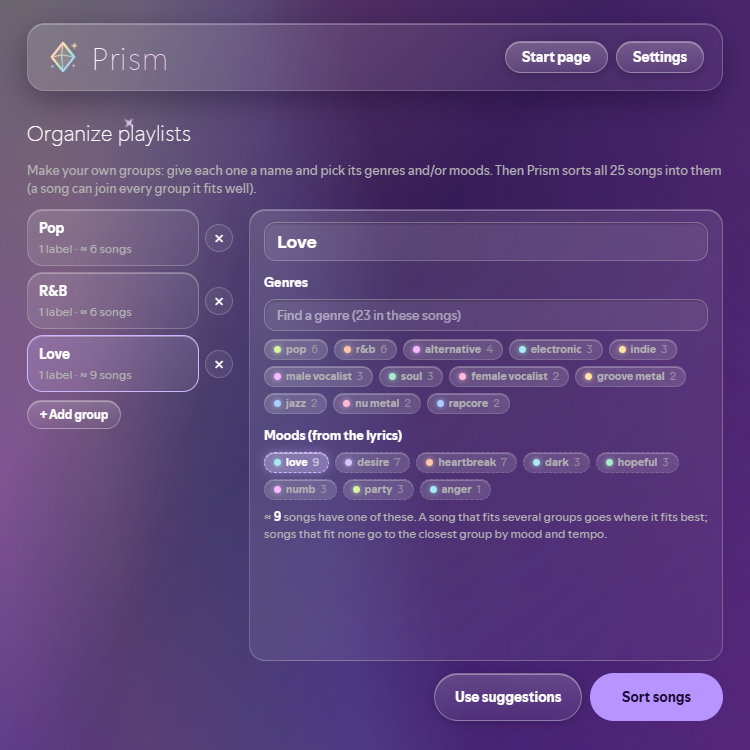 Prism
Start page
Settings
Organize playlists
Make your own groups: give each one a name and pick its genres and/or moods. Then Prism sorts all 25 songs into them
(a song can join every group it fits well).
Pop
1 label · ≈ 6 songs
×
R&B
1 label · ≈ 6 songs
×
Love
1 label · ≈ 9 songs
×
+ Add group
Love
Genres
Find a genre (23 in these songs)
pop 6 r&b 6 alternative 4 electronic 3 indie 3
male vocalist 3 soul 3 female vocalist 2 groove metal 2
jazz 2 nu metal 2 rapcore 2
Moods (from the lyrics)
love 9 desire 7 heartbreak 7 dark 3 hopeful 3
numb 3 party 3 anger 1
≈ 9 songs have one of these. A song that fits several groups goes where it fits best;
songs that fit none go to the closest group by mood and tempo.
Use suggestions
Sort songs